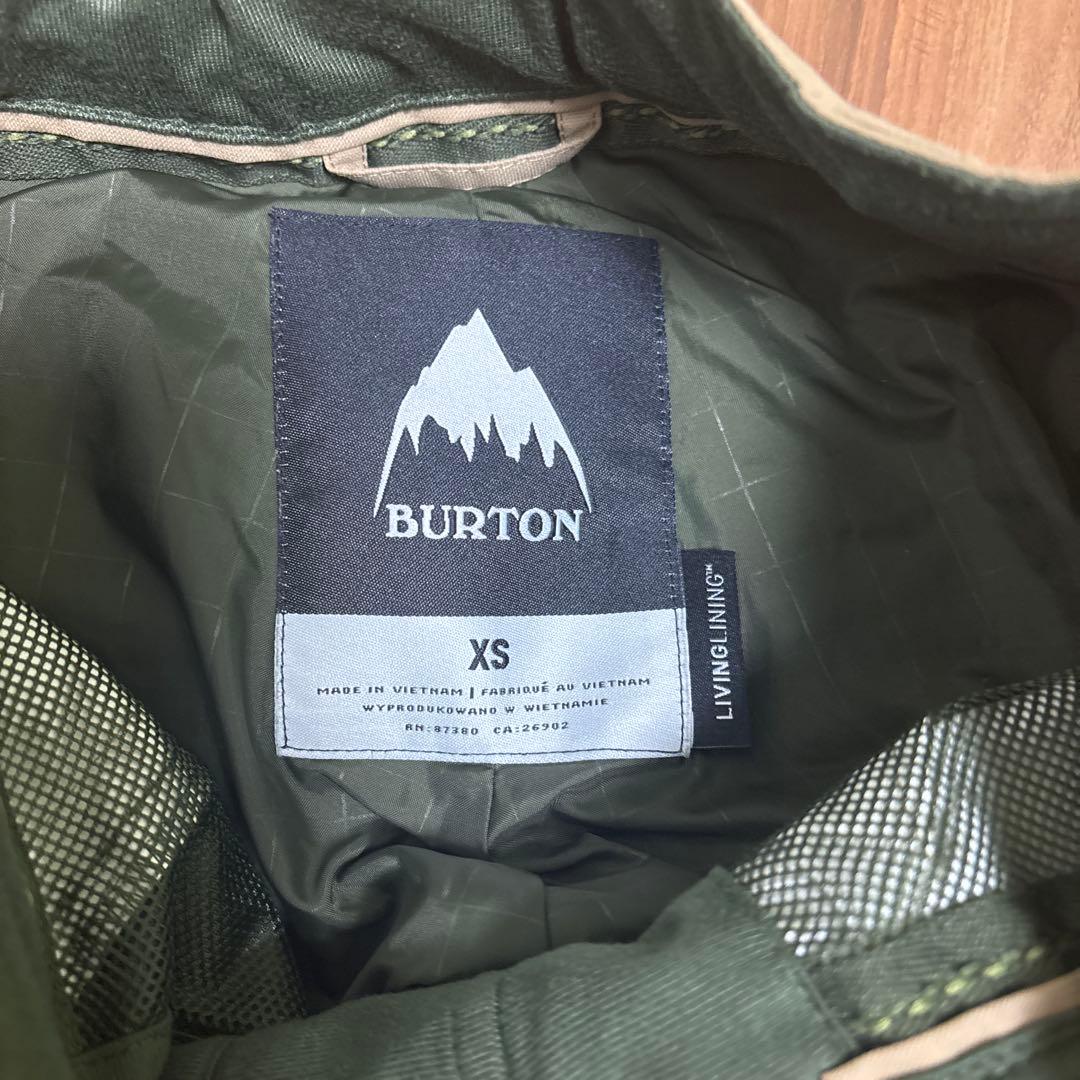 BURTON
XS
MADE IN VIETNAM | FABRIQUÉ AU VIETNAM
WYPRODUKOWANO W WIETNAMIE
RN:87380 CA:26902
LIVINGLINING™